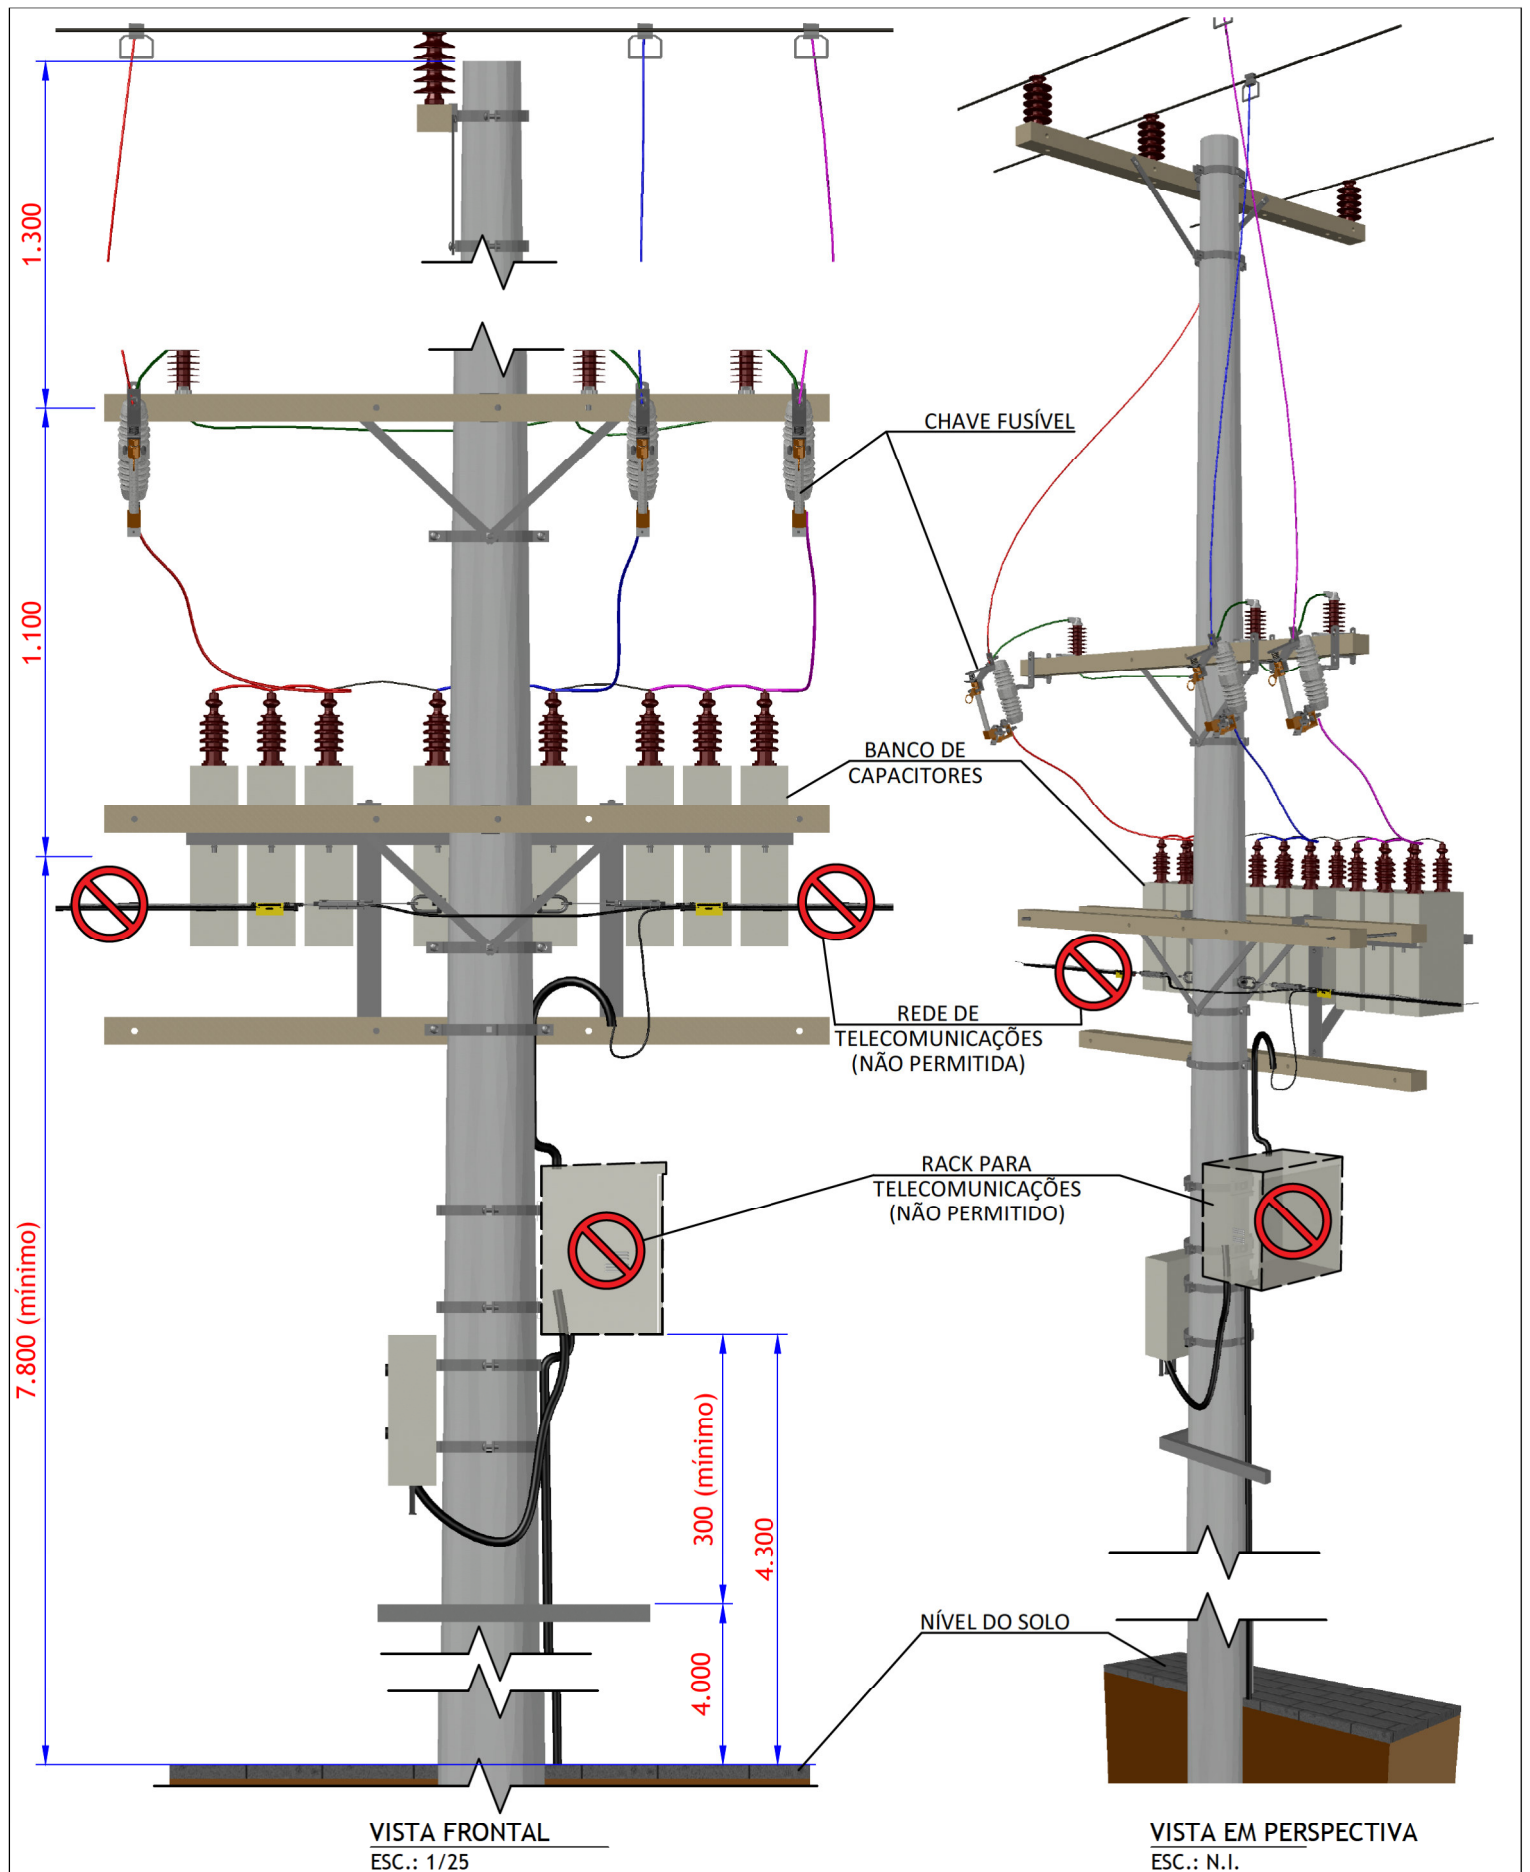 1.300
1.100
7.800 (mínimo)
CHAVE FUSÍVEL
BANCO DE
CAPACITORES
REDE DE
TELECOMUNICAÇÕES
(NÃO PERMITIDA)
RACK PARA
TELECOMUNICAÇÕES
(NÃO PERMITIDO)
300 (mínimo)
4.300
4.000
NÍVEL DO SOLO
VISTA FRONTAL
ESC.: 1/25
VISTA EM PERSPECTIVA
ESC.: N.I.